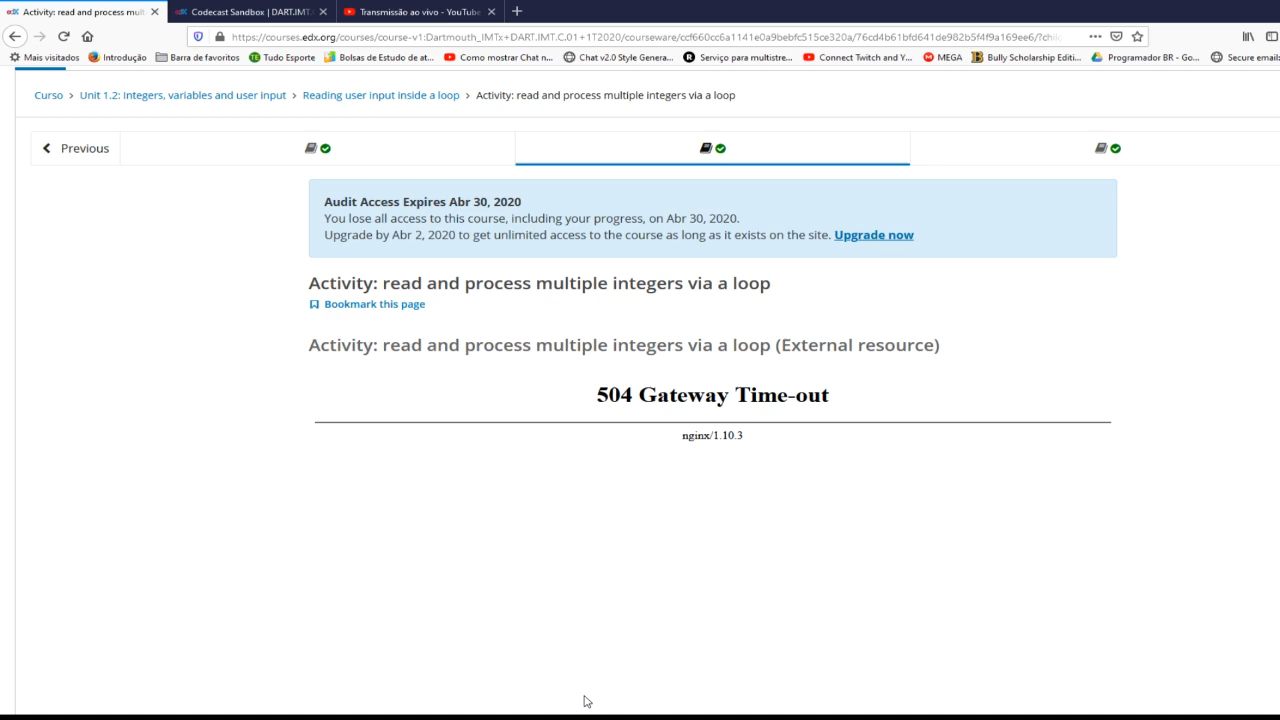 Activity: read and process mult
Codecast Sandbox | DART.IMT.
Transmissão ao vivo - YouTube
https://courses.edx.org/courses/course-v1:Dartmouth_IMTx+DART.IMT.C.01+1T2020/courseware/ccf660cc6a1141e0a9bebfc515ce320a/76cd4b61bfd641de982b5f4f9a169ee6/?chil
Mais visitados Introdução Barra de favoritos TE Tudo Esporte Bolsas de Estudo de at... Como mostrar Chat n... Chat v2.0 Style Genera... R Serviço para multistre... Connect Twitch and Y... M MEGA B Bully Scholarship Editi... Programador BR - Go... Secure email:
Curso > Unit 1.2: Integers, variables and user input > Reading user input inside a loop > Activity: read and process multiple integers via a loop
Previous
Audit Access Expires Abr 30, 2020
You lose all access to this course, including your progress, on Abr 30, 2020.
Upgrade by Abr 2, 2020 to get unlimited access to the course as long as it exists on the site. Upgrade now
Activity: read and process multiple integers via a loop
Bookmark this page
Activity: read and process multiple integers via a loop (External resource)
504 Gateway Time-out
nginx/1.10.3